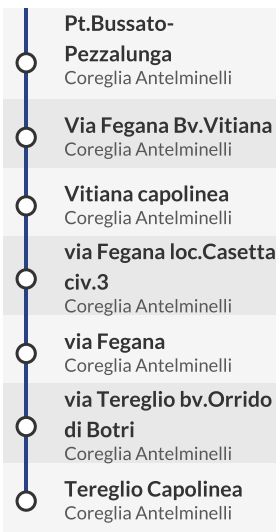 Pt.Bussato-
Pezzalunga
Coreglia Antelminelli
Via Fegana Bv.Vitiana
Coreglia Antelminelli
Vitiana capolinea
Coreglia Antelminelli
via Fegana loc.Casetta
civ.3
Coreglia Antelminelli
via Fegana
Coreglia Antelminelli
via Tereglio bv.Orrido
di Botri
Coreglia Antelminelli
Tereglio Capolinea
Coreglia Antelminelli